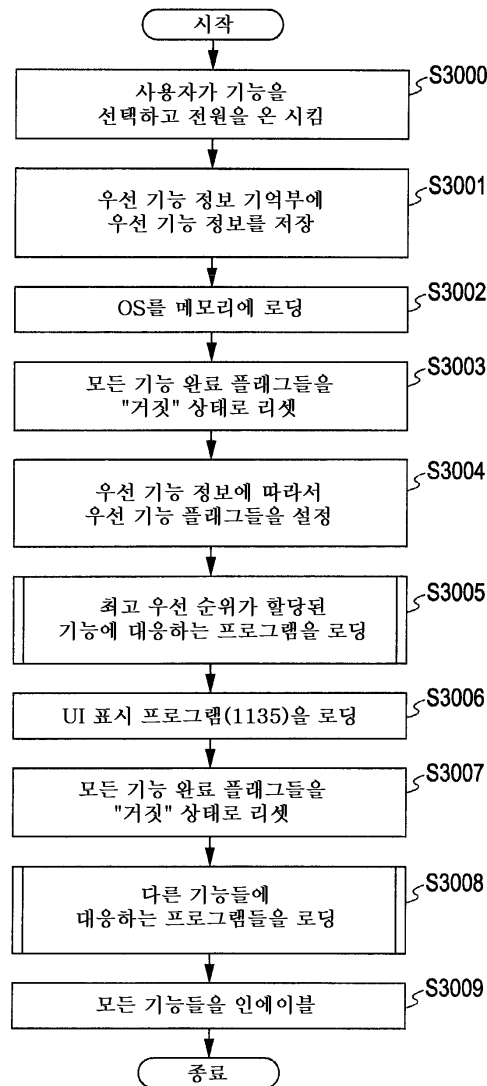 시작
S3000
사용자가 기능을
선택하고 전원을 온 시킴
S3001
우선 기능 정보 기억부에
우선 기능 정보를 저장
S3002
OS를 메모리에 로딩
S3003
모든 기능 완료 플래그들을
"거짓" 상태로 리셋
S3004
우선 기능 정보에 따라서
우선 기능 플래그들을 설정
S3005
최고 우선 순위가 할당된
기능에 대응하는 프로그램을 로딩
S3006
UI 표시 프로그램(1135)을 로딩
S3007
모든 기능 완료 플래그들을
"거짓" 상태로 리셋
S3008
다른 기능들에
대응하는 프로그램들을 로딩
S3009
모든 기능들을 인에이블
종료